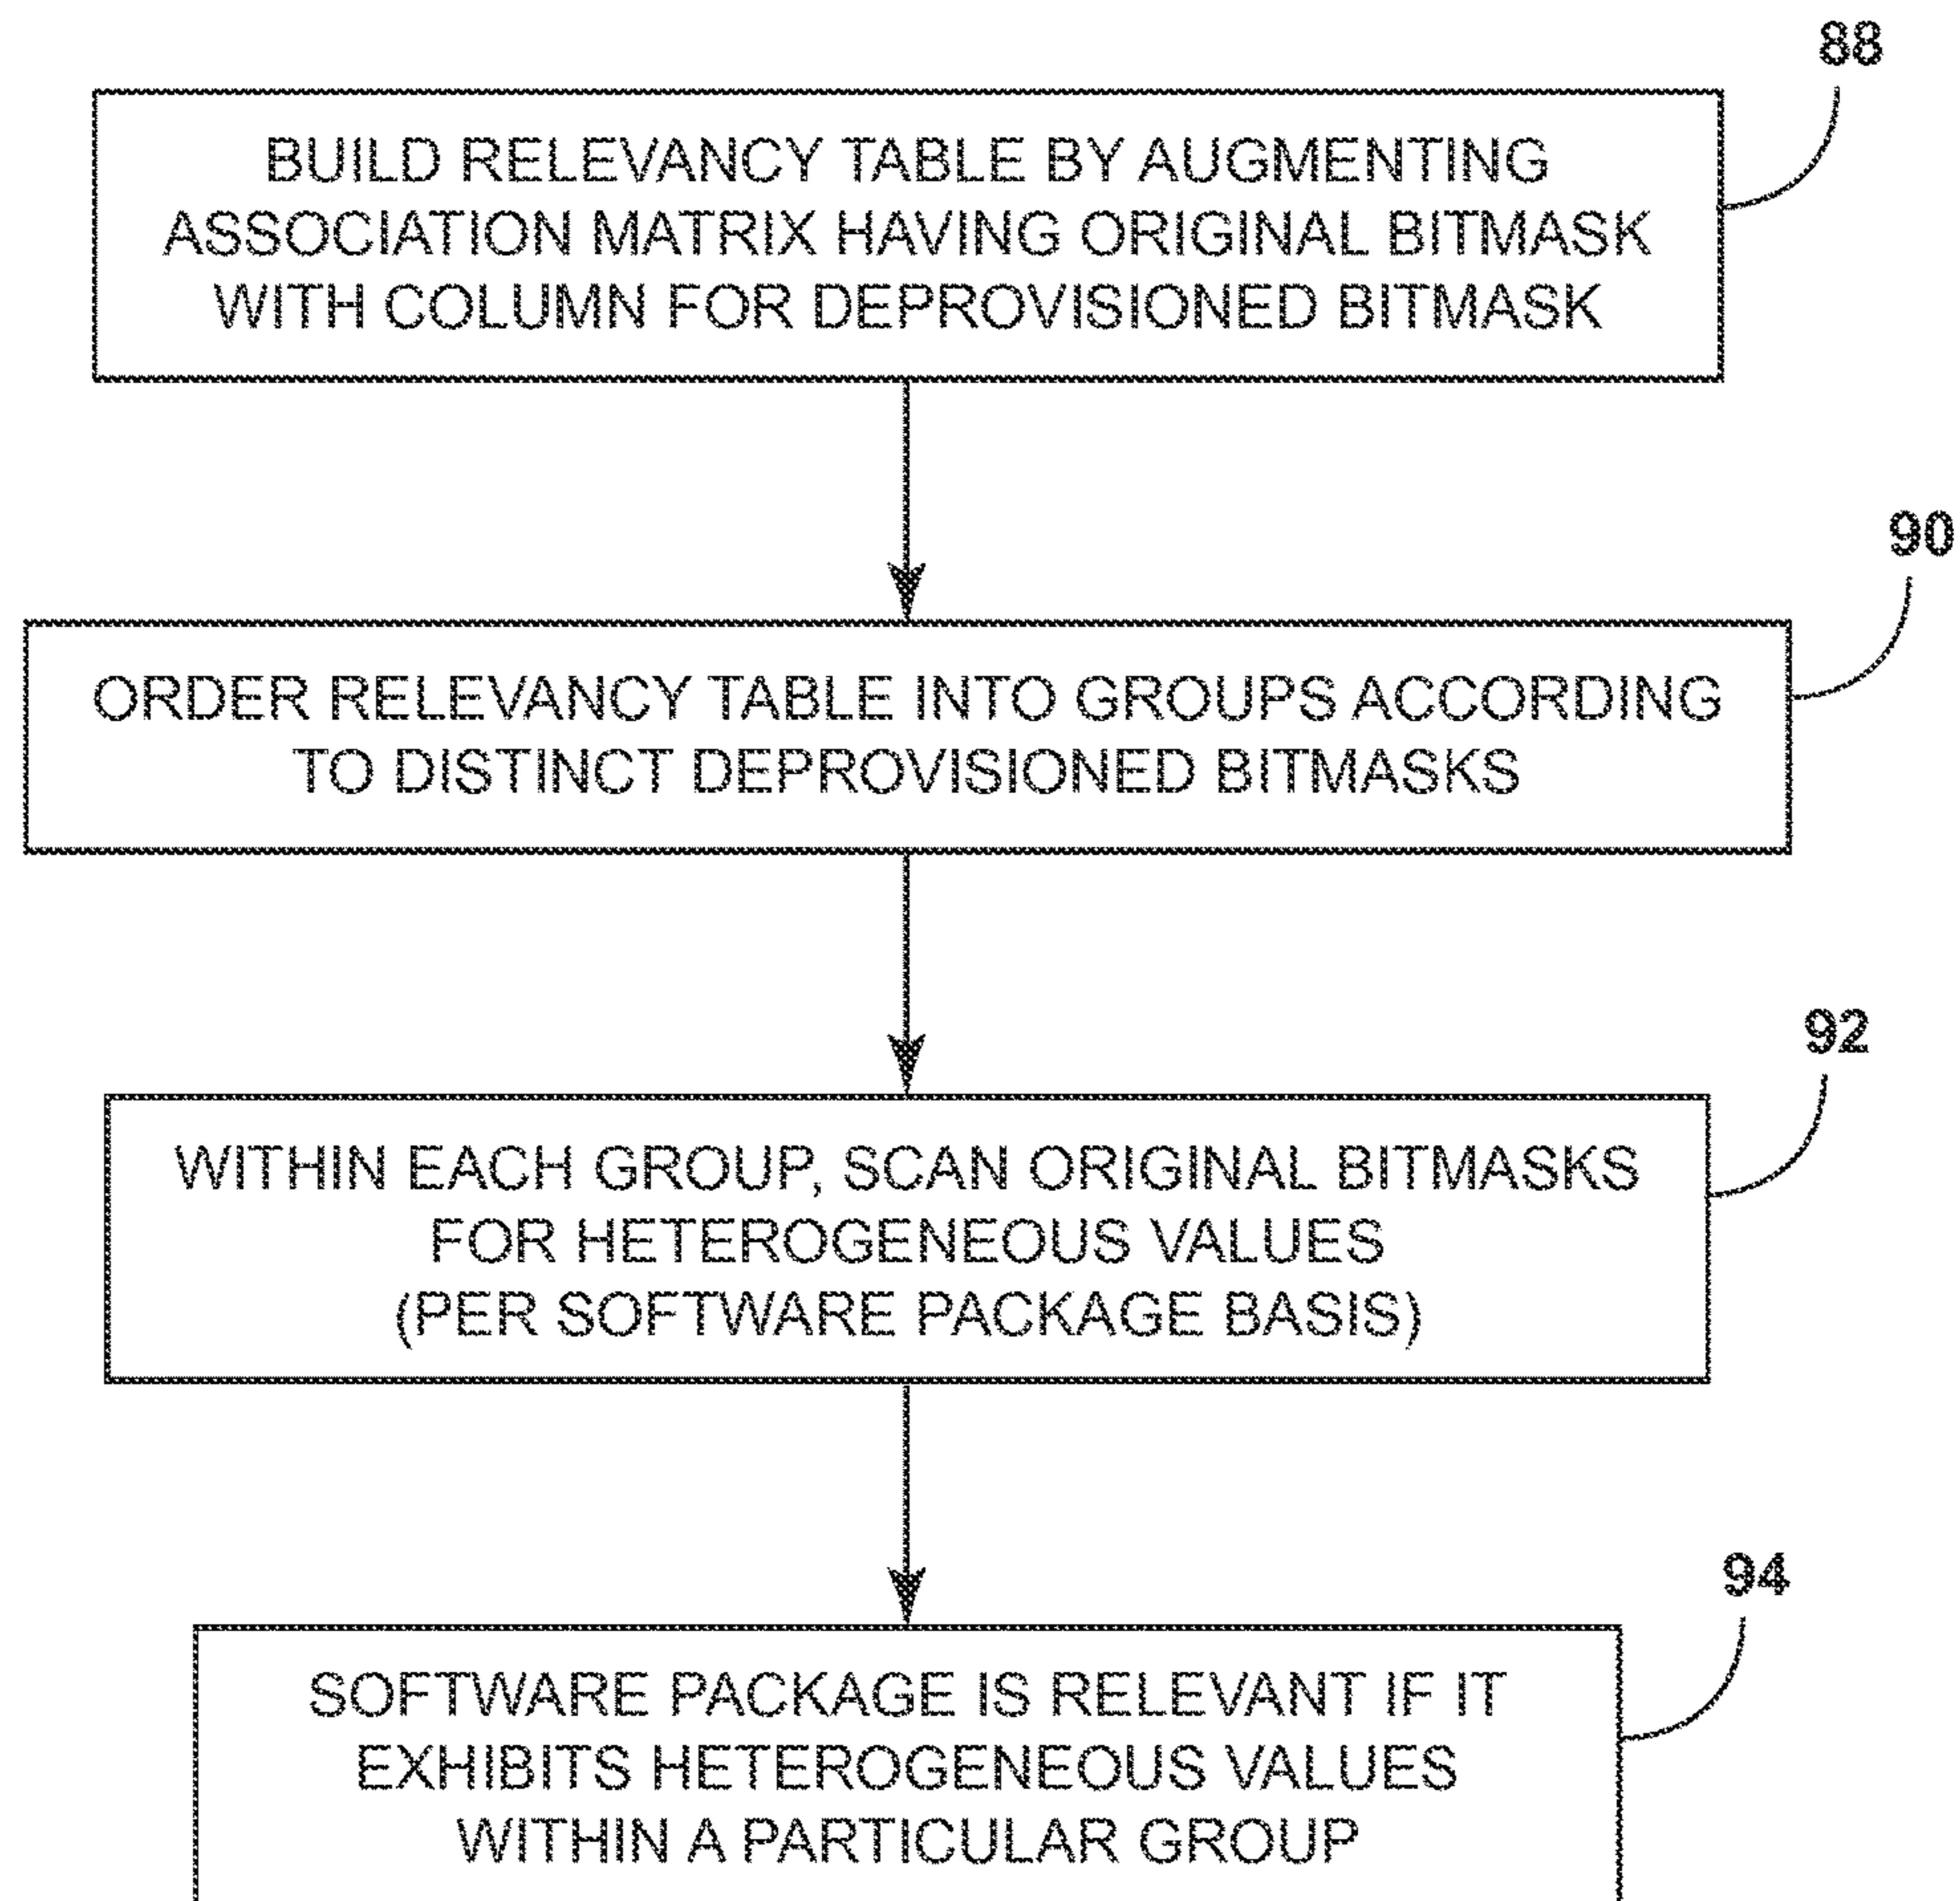 88
BUILD RELEVANCY TABLE BY AUGMENTING
ASSOCIATION MATRIX HAVING ORIGINAL BITMASK
WITH COLUMN FOR DEPROVISIONED BITMASK
90
ORDER RELEVANCY TABLE INTO GROUPS ACCORDING
TO DISTINCT DEPROVISIONED BITMASKS
92
WITHIN EACH GROUP, SCAN ORIGINAL BITMASKS
FOR HETEROGENEOUS VALUES
(PER SOFTWARE PACKAGE BASIS)
94
SOFTWARE PACKAGE IS RELEVANT IF IT
EXHIBITS HETEROGENEOUS VALUES
WITHIN A PARTICULAR GROUP